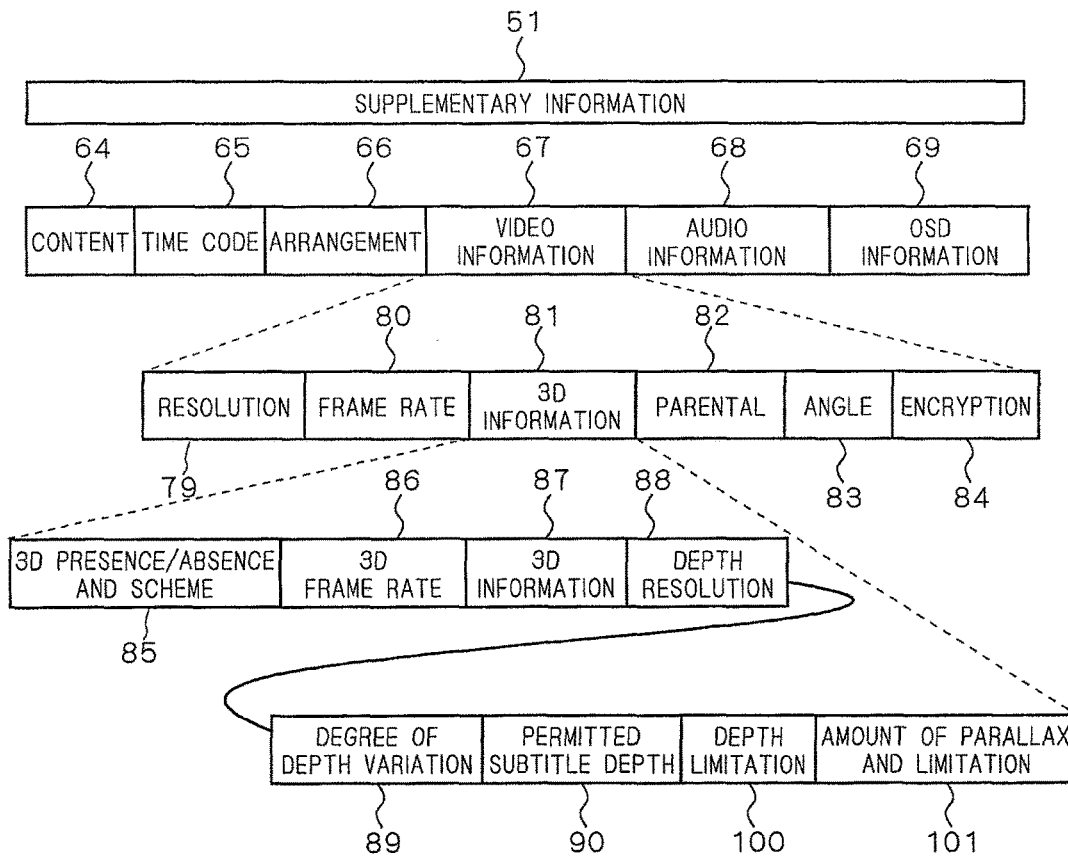 51
SUPPLEMENTARY INFORMATION
64 65 66 67 68 69
CONTENT TIME CODE ARRANGEMENT VIDEO INFORMATION AUDIO INFORMATION OSD INFORMATION
80 81 82
RESOLUTION FRAME RATE 3D INFORMATION PARENTAL ANGLE ENCRYPTION
79 83 84
86 87 88
3D PRESENCE/ABSENCE AND SCHEME 3D FRAME RATE 3D INFORMATION DEPTH RESOLUTION
85
DEGREE OF DEPTH VARIATION PERMITTED SUBTITLE DEPTH DEPTH LIMITATION AMOUNT OF PARALLAX AND LIMITATION
89 90 100 101